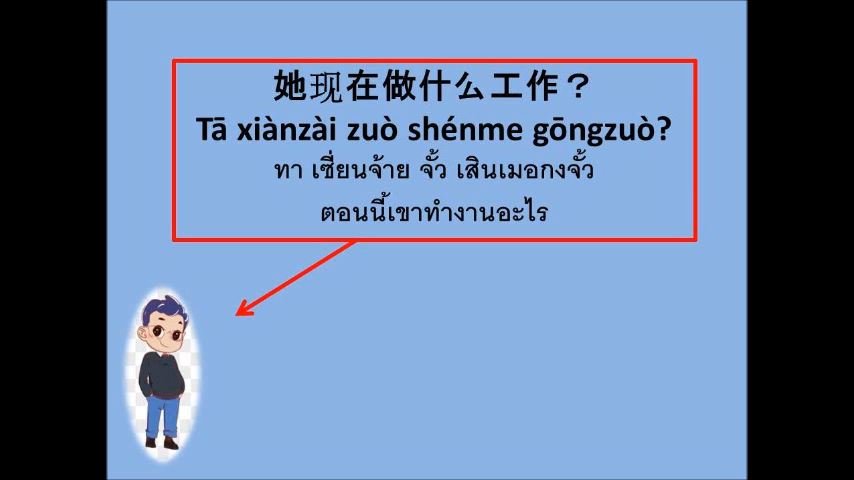 她现在做什么工作？
Tā xiànzài zuò shénme gōngzuò?
ทา เซี่ยนจ้าย จั้ว เสินเมอกงจั้ว
ตอนนี้เขาทำงานอะไร